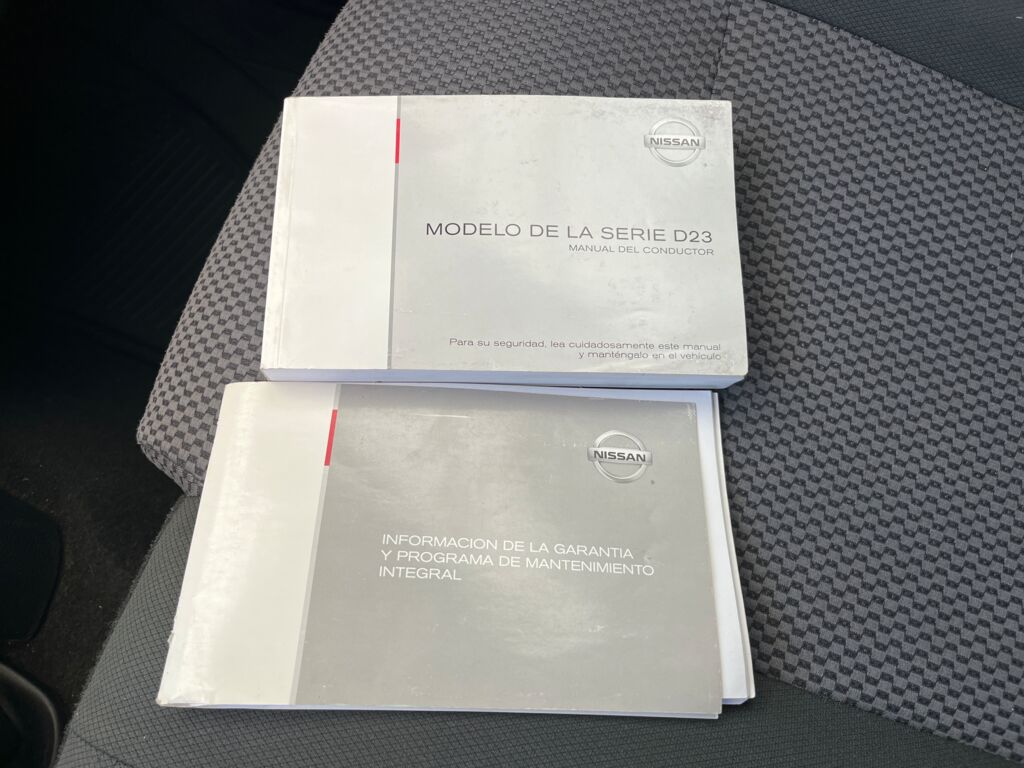 NISSAN
MODELO DE LA SERIE D23
MANUAL DEL CONDUCTOR
Para su seguridad, lea cuidadosamente este manual
y manténgalo en el vehículo
NISSAN
INFORMACION DE LA GARANTIA
Y PROGRAMA DE MANTENIMIENTO
INTEGRAL